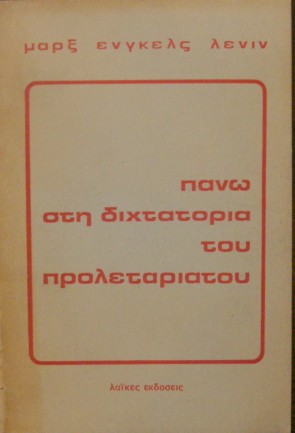 μαρξ ενγκελς λενιν
πανω
στη διχτατορια
του
προλεταριατου
λαϊκες εκδοσεις